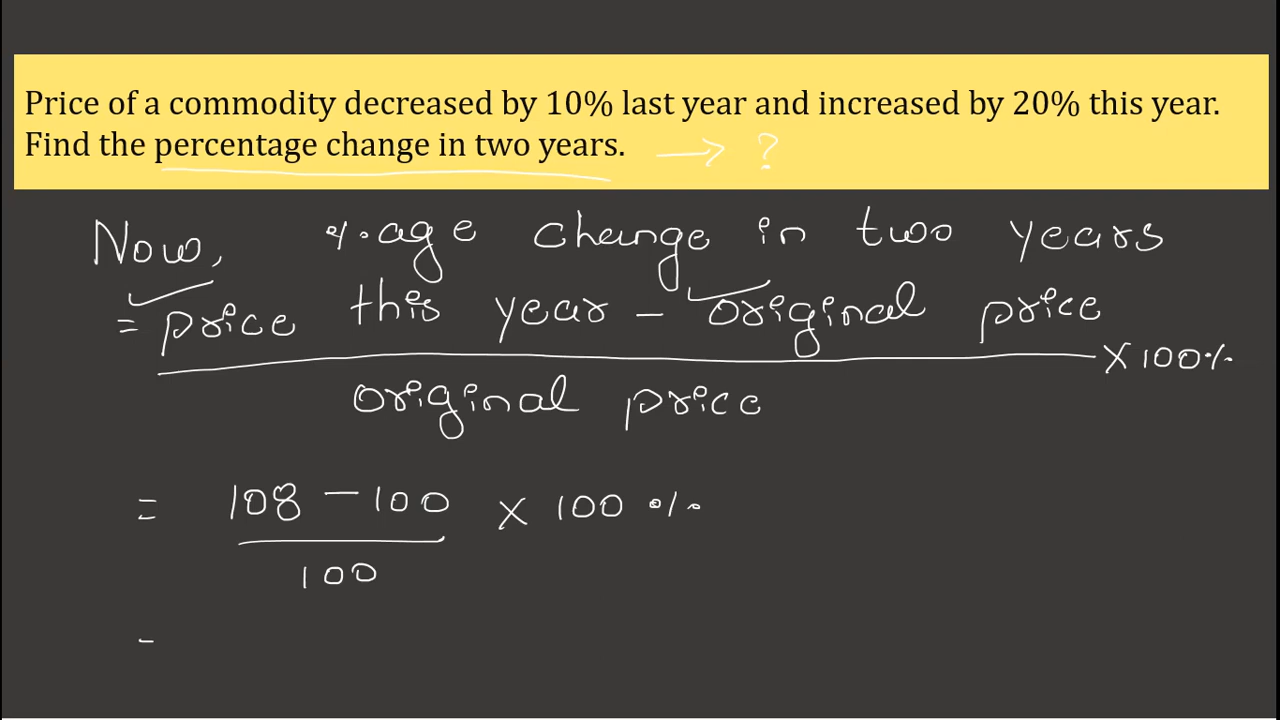 Price of a commodity decreased by 10% last year and increased by 20% this year.
Find the percentage change in two years. → ?
Now, %age change in two years
= price this year - original price
× 100%
original price
= 108 - 100 × 100 %
100
-